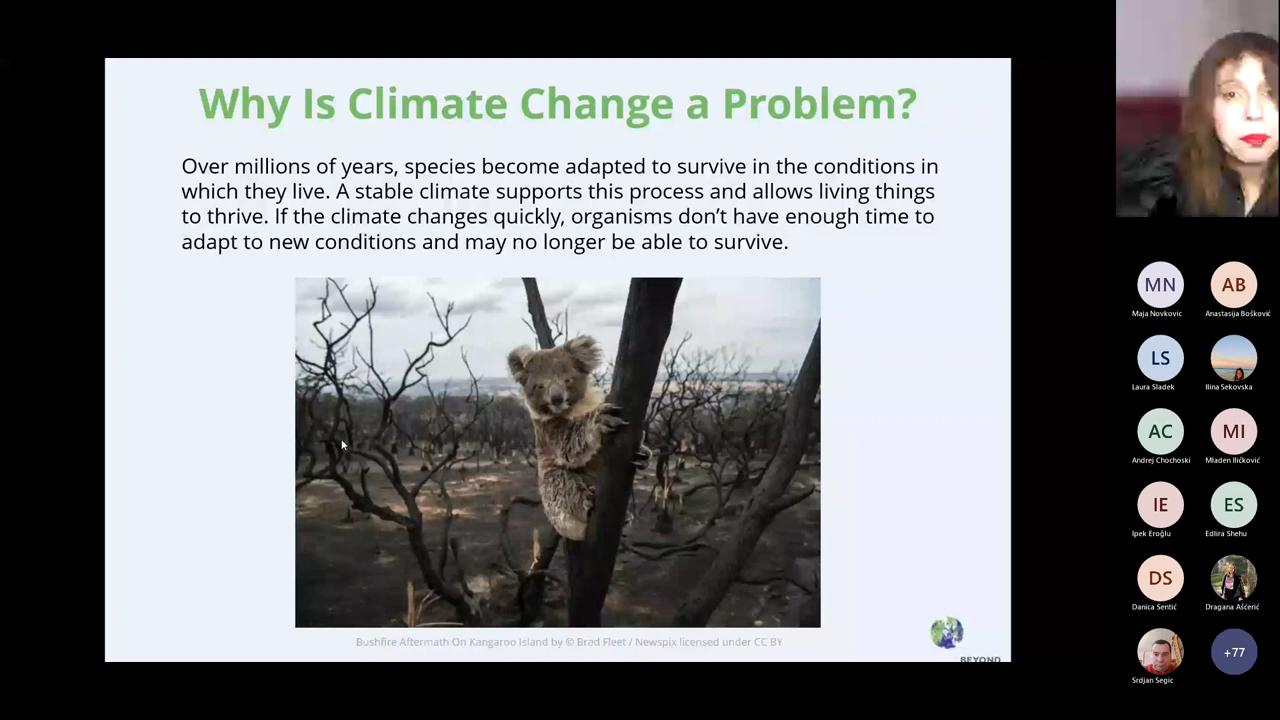 Why Is Climate Change a Problem?
Over millions of years, species become adapted to survive in the conditions in
which they live. A stable climate supports this process and allows living things
to thrive. If the climate changes quickly, organisms don’t have enough time to
adapt to new conditions and may no longer be able to survive.
Bushfire Aftermath On Kangaroo Island by © Brad Fleet / Newspix licensed under CC BY
BEYOND
MN
Maja Novkovic
AB
Anastasija Bošković
LS
Laura Sladek
Ilina Sekovska
AC
Andrej Chochoski
MI
Mladen Iličković
IE
Ipek Eroğlu
ES
Edlira Shehu
DS
Danica Sentić
Dragana Ašćerić
Srdjan Segic
+77